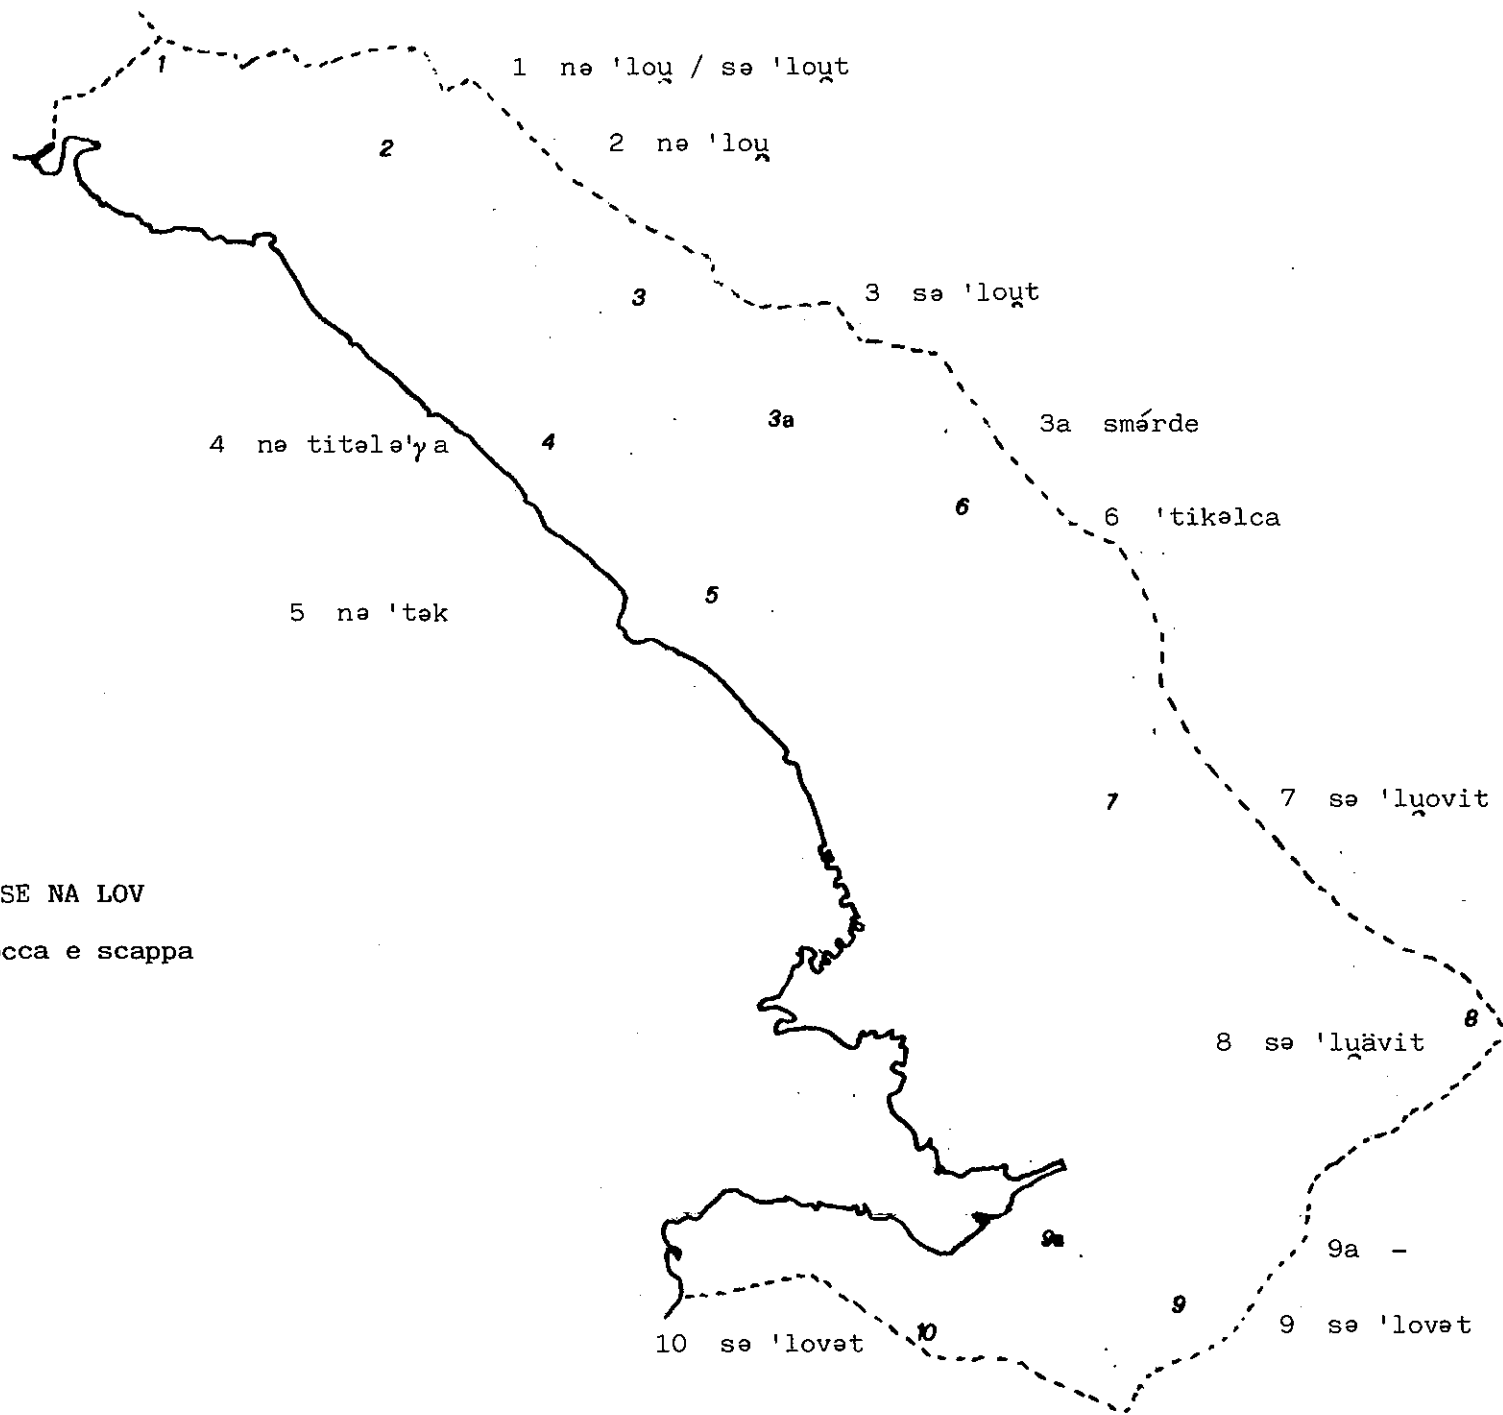 1
1 nə 'lou̯ / sə 'lou̯t
2
2 nə 'lou̯
3
3 sə 'lou̯t
3a
3a smə́rde
4 nə titələ'ɣa
4
6
6 'tikəlca
5
5 nə 'tək
7
7 sə 'lu̯ovit
SE NA LOV
cca e scappa
8
8 sə 'lu̯ävit
9a
9a –
9
9 sə 'lovət
10
10 sə 'lovət